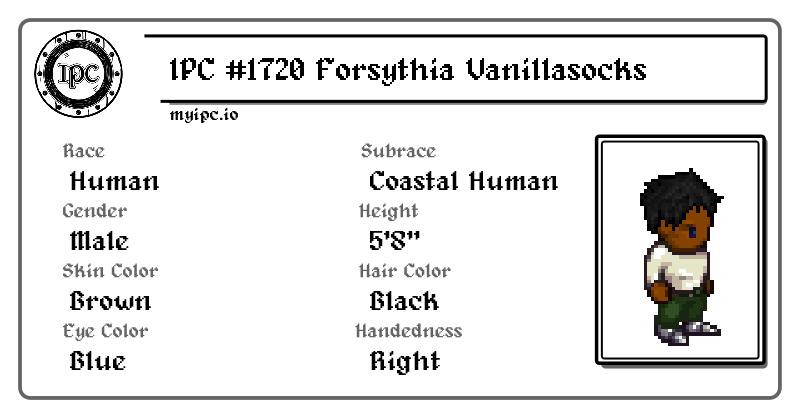 IPC
IPC #1720 Forsythia Vanillasocks
myipc.io
Race
Human
Subrace
Coastal Human
Gender
Male
Height
5'8"
Skin Color
Brown
Hair Color
Black
Eye Color
Blue
Handedness
Right